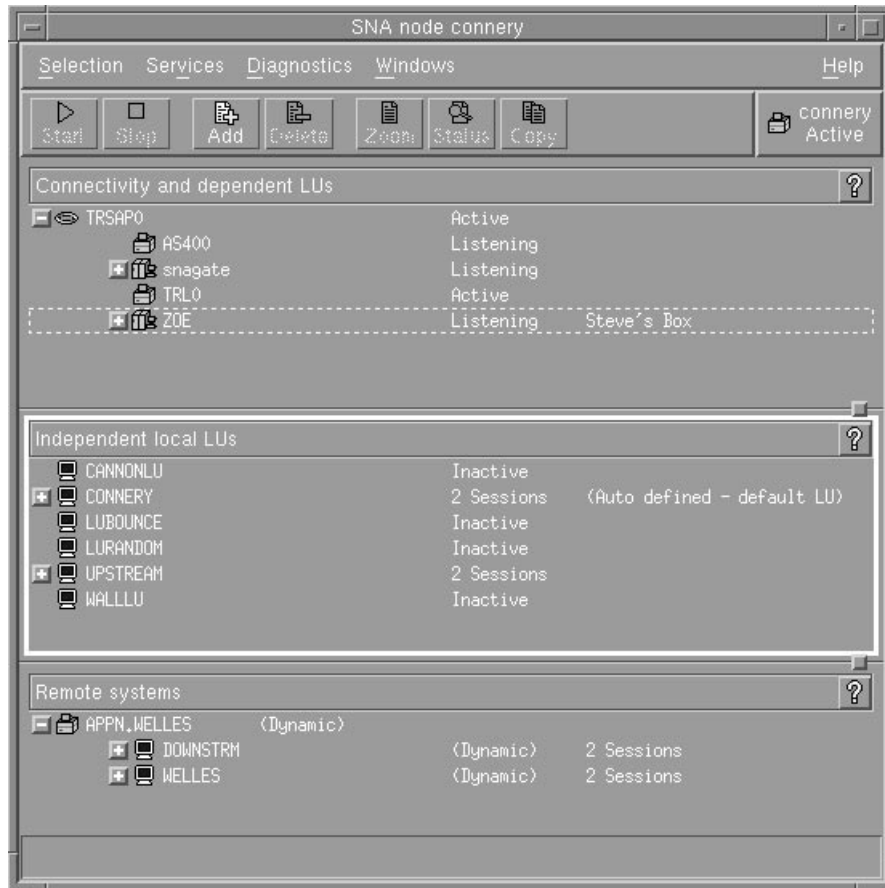 SNA node connery
Selection Services Diagnostics Windows Help
Start Stop Add Delete Zoom Status Copy connery
Active
Connectivity and dependent LUs ?
TRSAP0 Active
AS400 Listening
snagate Listening
TRL0 Active
ZOE Listening Steve's Box
Independent local LUs ?
CANNONLU Inactive
CONNERY 2 Sessions (Auto defined - default LU)
LUBOUNCE Inactive
LURANDOM Inactive
UPSTREAM 2 Sessions
WALLLU Inactive
Remote systems ?
APPN.WELLES (Dynamic)
DOWNSTRM (Dynamic) 2 Sessions
WELLES (Dynamic) 2 Sessions